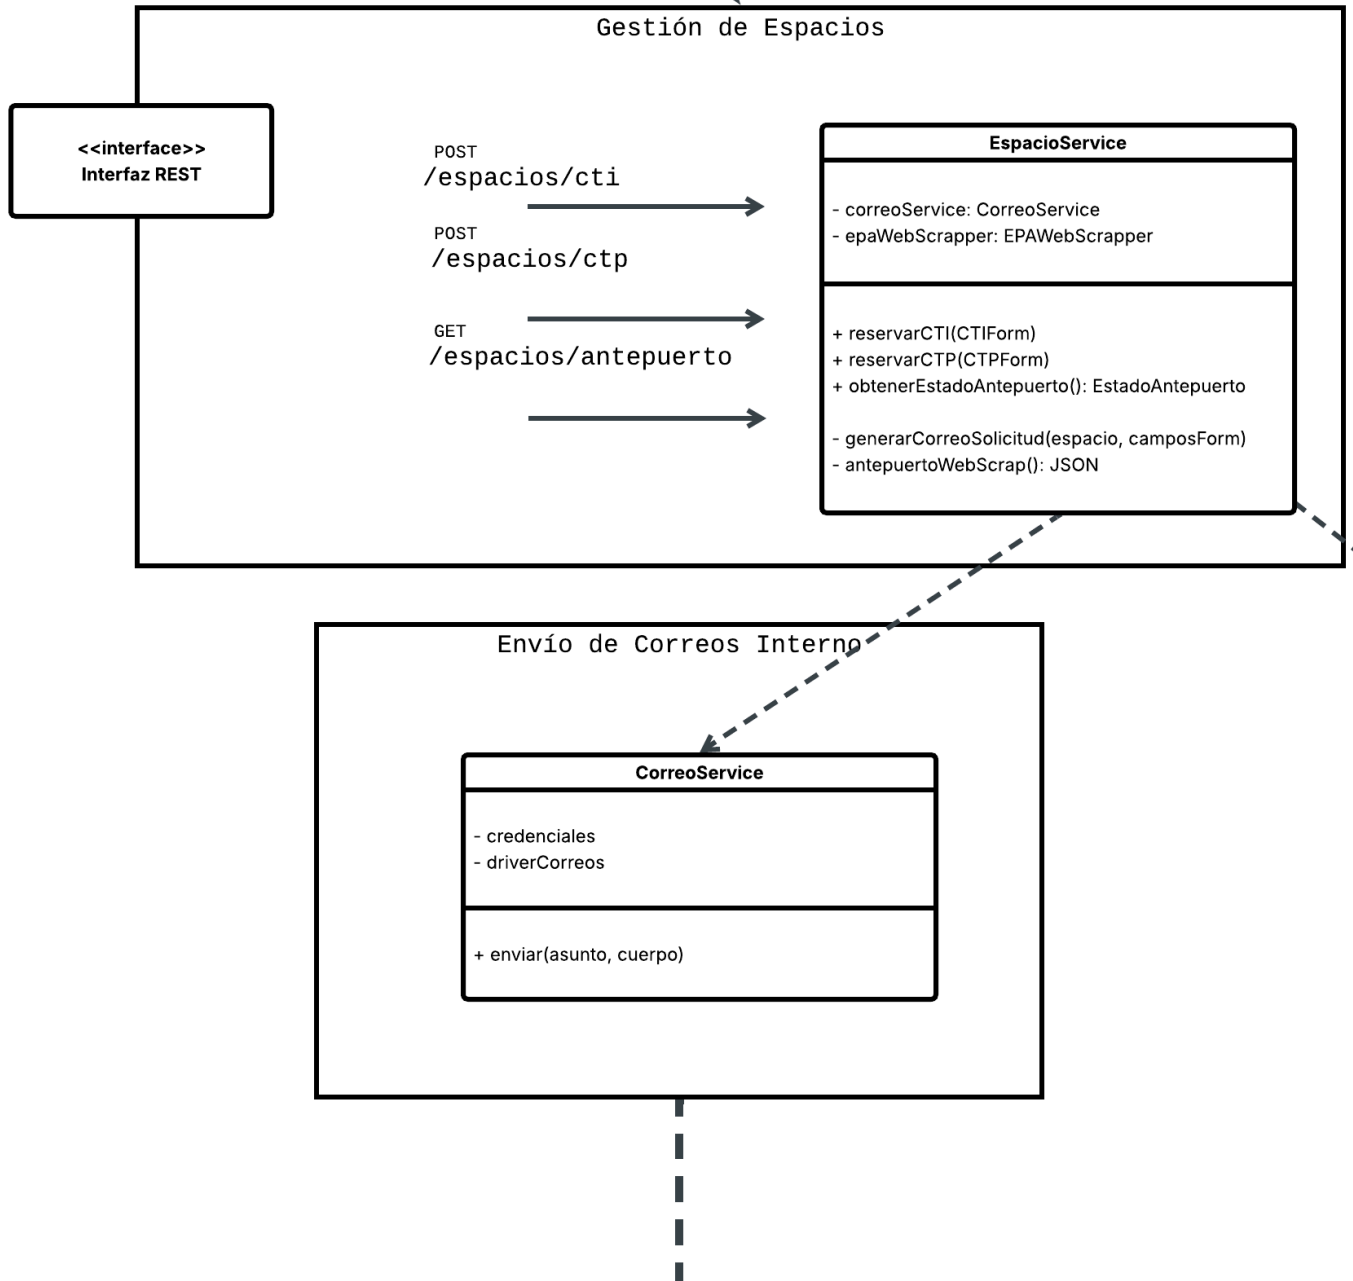 Gestión de Espacios
<<interface>>
Interfaz REST
POST
/espacios/cti
POST
/espacios/ctp
GET
/espacios/antepuerto
EspacioService
- correoService: CorreoService
- epaWebScrapper: EPAWebScrapper
+ reservarCTI(CTIForm)
+ reservarCTP(CTPForm)
+ obtenerEstadoAntepuerto(): EstadoAntepuerto
- generarCorreoSolicitud(espacio, camposForm)
- antepuertoWebScrap(): JSON
Envío de Correos Interno
CorreoService
- credenciales
- driverCorreos
+ enviar(asunto, cuerpo)